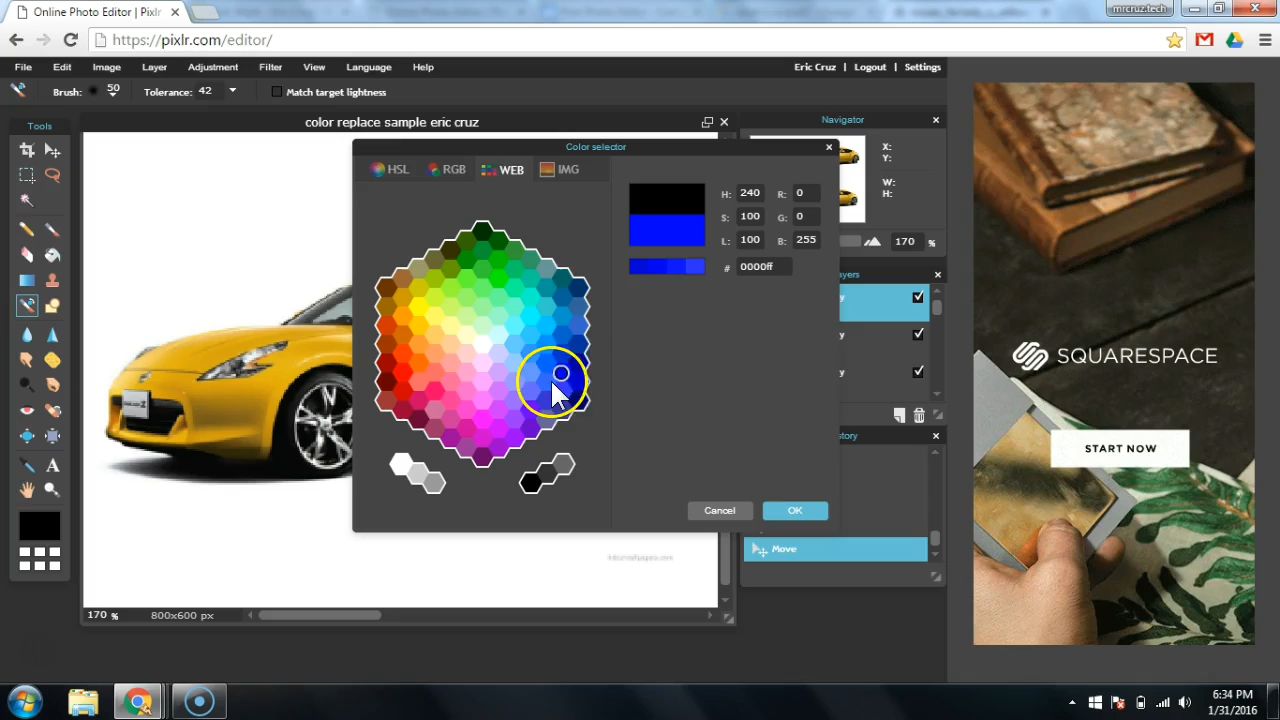 Online Photo Editor | Pixlr
mrcruz.tech
https://pixlr.com/editor/
File Edit Image Layer Adjustment Filter View Language Help
Eric Cruz | Logout Settings
Brush: 50 Tolerance: 42 Match target lightness
Tools
color replace sample eric cruz
Navigator
X:
Y:
W:
H:
170 %
Color selector
HSL RGB WEB IMG
H: 240 R: 0
S: 100 G: 0
L: 100 B: 255
# 0000ff
Cancel OK
ayers
y
y
y
story
Move
170 % 800x600 px
SQUARESPACE
START NOW
6:34 PM
1/31/2016